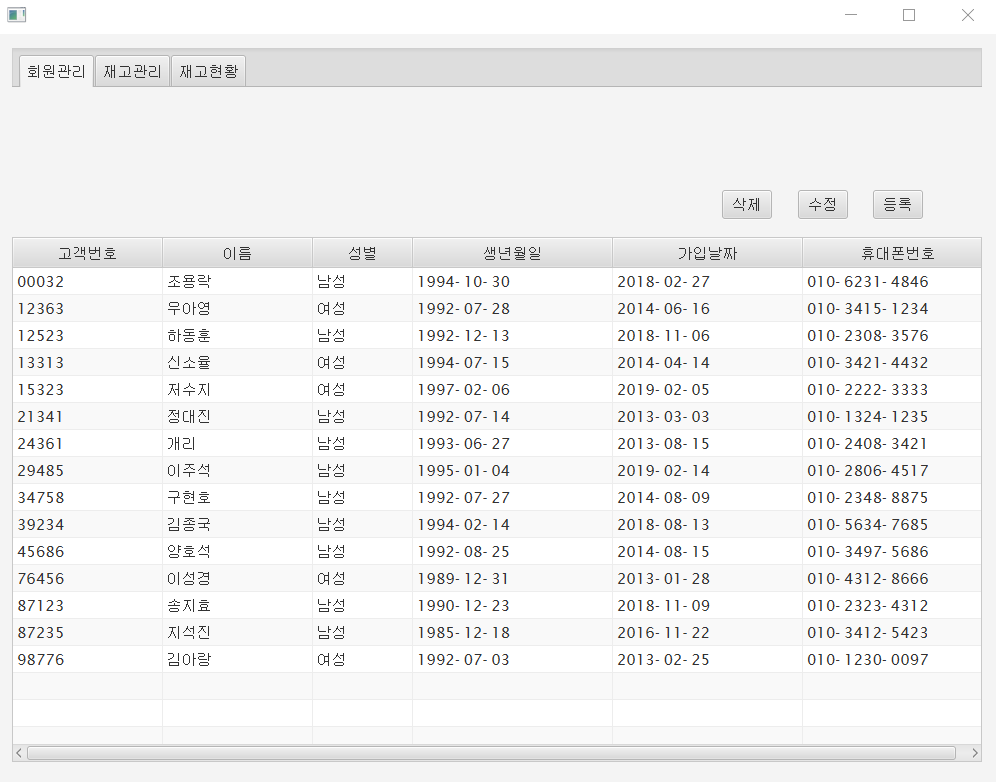 회원관리 재고관리 재고현황
삭제 수정 등록
고객번호 이름 성별 생년월일 가입날짜 휴대폰번호
00032 조용락 남성 1994-10-30 2018-02-27 010-6231-4846
12363 우아영 여성 1992-07-28 2014-06-16 010-3415-1234
12523 하동훈 남성 1992-12-13 2018-11-06 010-2308-3576
13313 신소율 여성 1994-07-15 2014-04-14 010-3421-4432
15323 저수지 여성 1997-02-06 2019-02-05 010-2222-3333
21341 정대진 남성 1992-07-14 2013-03-03 010-1324-1235
24361 개리 남성 1993-06-27 2013-08-15 010-2408-3421
29485 이주석 남성 1995-01-04 2019-02-14 010-2806-4517
34758 구현호 남성 1992-07-27 2014-08-09 010-2348-8875
39234 김종국 남성 1994-02-14 2018-08-13 010-5634-7685
45686 양호석 남성 1992-08-25 2014-08-15 010-3497-5686
76456 이성경 여성 1989-12-31 2013-01-28 010-4312-8666
87123 송지효 남성 1990-12-23 2018-11-09 010-2323-4312
87235 지석진 남성 1985-12-18 2016-11-22 010-3412-5423
98776 김아랑 여성 1992-07-03 2013-02-25 010-1230-0097